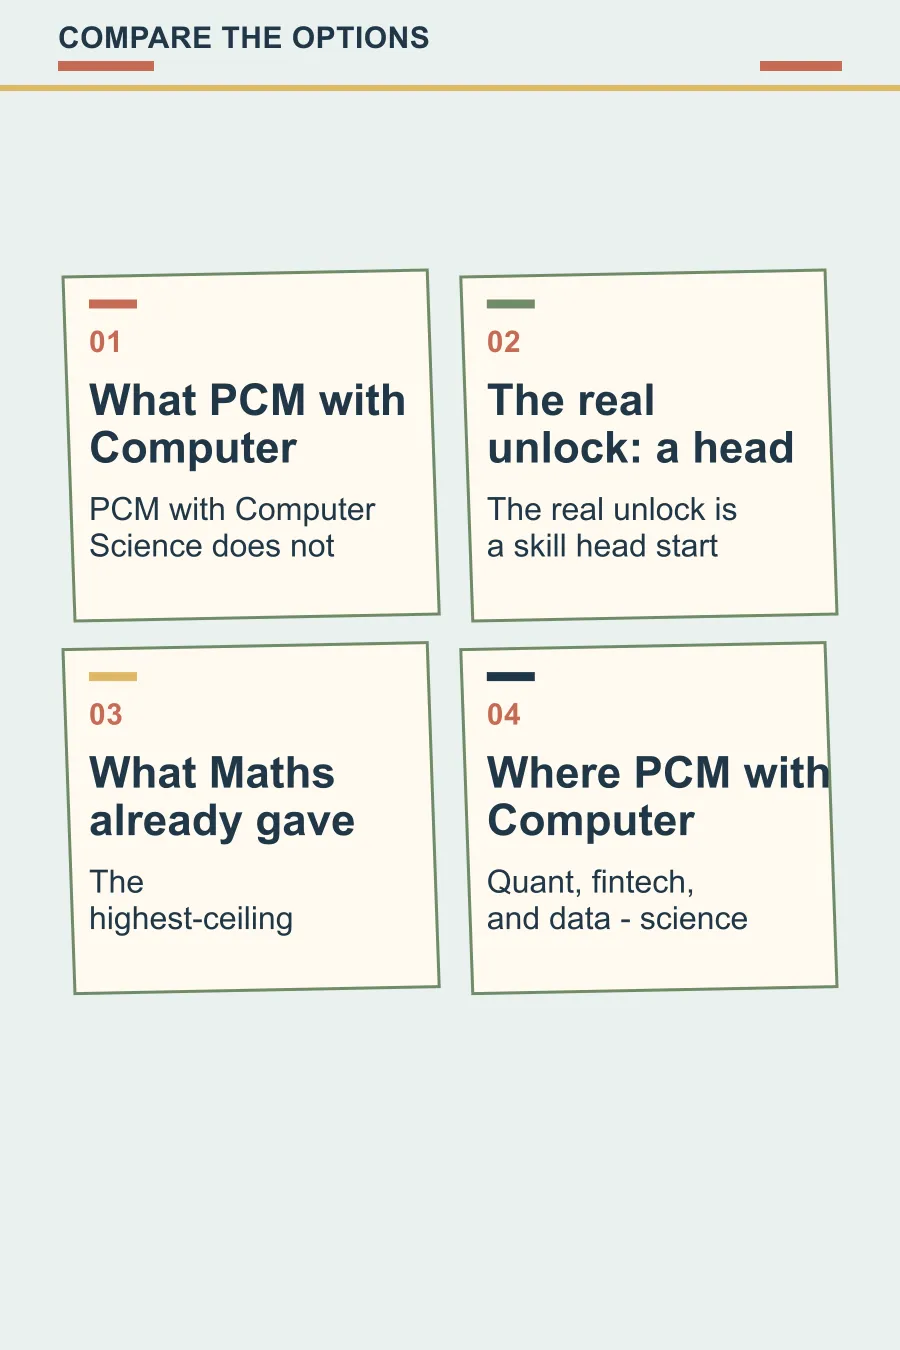 COMPARE THE OPTIONS
01
What PCM with
Computer
PCM with Computer
Science does not
02
The real
unlock: a head
The real unlock is
a skill head start
03
What Maths
already gave
The
highest-ceiling
04
Where PCM with
Computer
Quant, fintech,
and data - science